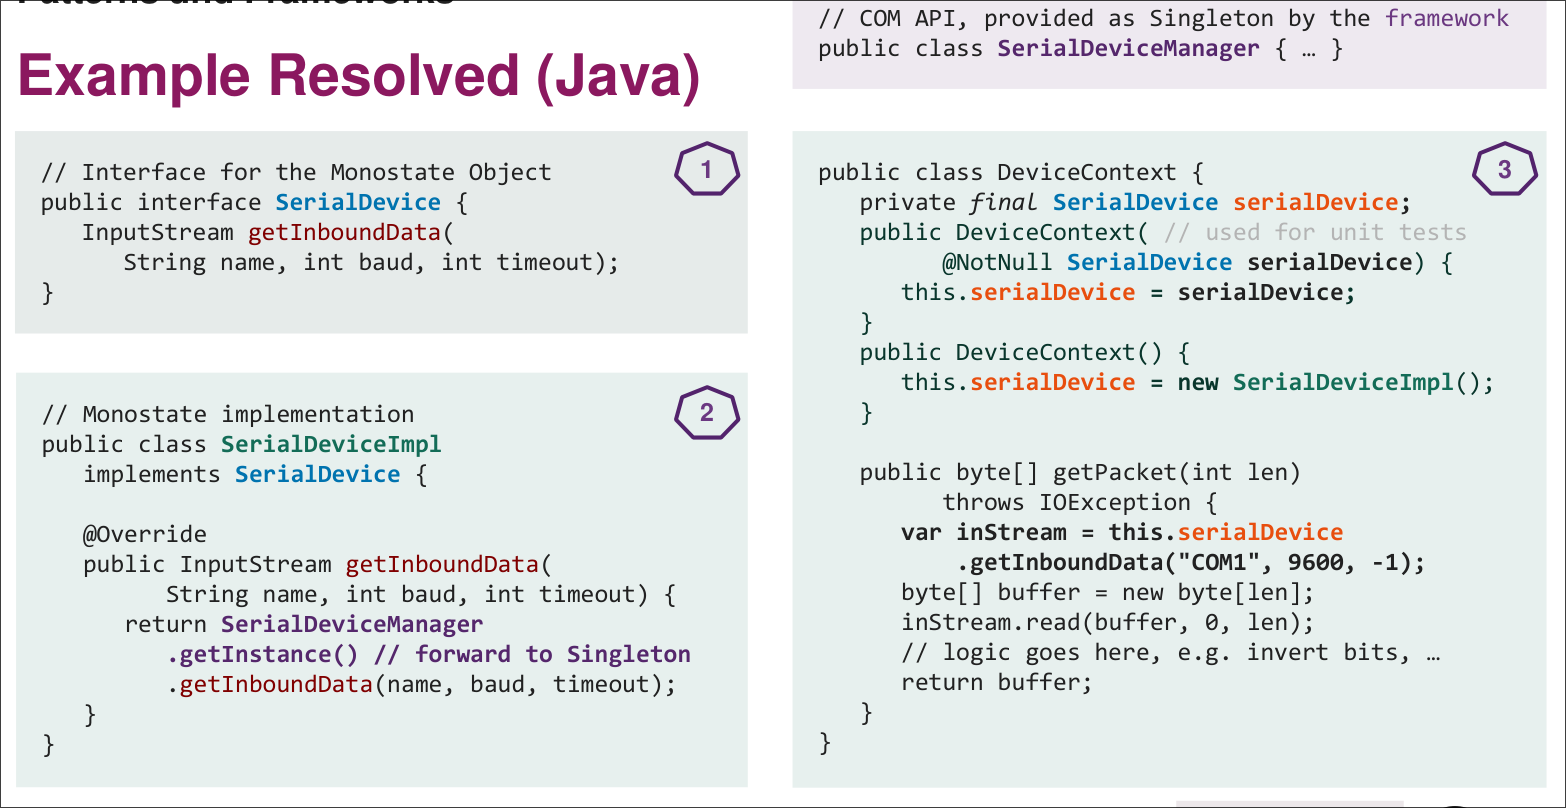 Patterns and Frameworks
Example Resolved (Java)
// COM API, provided as Singleton by the framework
public class SerialDeviceManager { … }
1
// Interface for the Monostate Object
public interface SerialDevice {
   InputStream getInboundData(
      String name, int baud, int timeout);
}
2
// Monostate implementation
public class SerialDeviceImpl
   implements SerialDevice {
   @Override
   public InputStream getInboundData(
         String name, int baud, int timeout) {
      return SerialDeviceManager
         .getInstance() // forward to Singleton
         .getInboundData(name, baud, timeout);
   }
}
3
public class DeviceContext {
   private final SerialDevice serialDevice;
   public DeviceContext( // used for unit tests
         @NotNull SerialDevice serialDevice) {
      this.serialDevice = serialDevice;
   }
   public DeviceContext() {
      this.serialDevice = new SerialDeviceImpl();
   }
   public byte[] getPacket(int len)
         throws IOException {
      var inStream = this.serialDevice
          .getInboundData("COM1", 9600, -1);
      byte[] buffer = new byte[len];
      inStream.read(buffer, 0, len);
      // logic goes here, e.g. invert bits, …
      return buffer;
   }
}